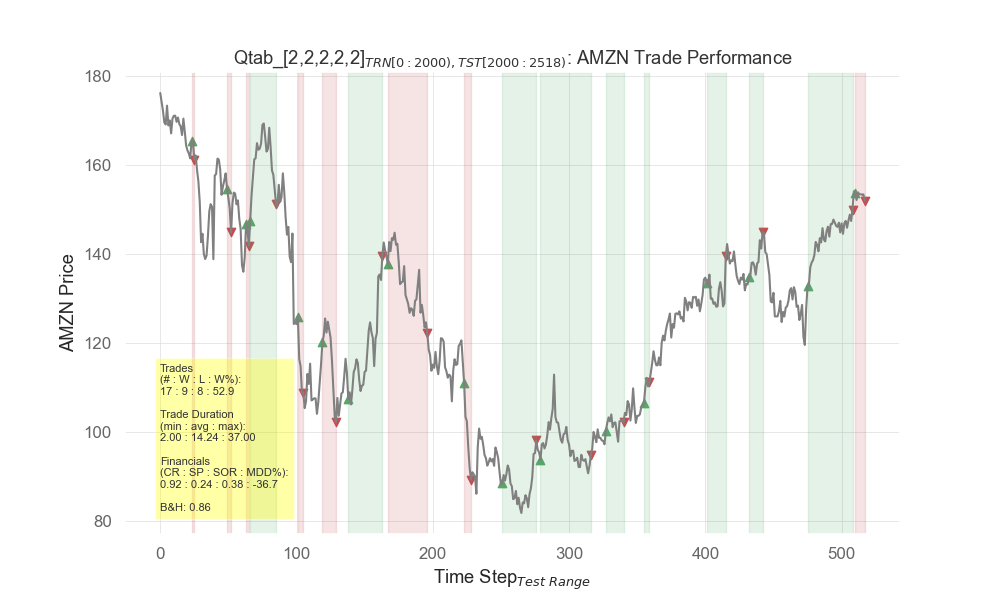 Qtab_[2,2,2,2,2]TRN[0 : 2000), TST[2000 : 2518): AMZN Trade Performance
180
160
140
120
100
80
AMZN Price
Trades
(# : W : L : W%):
17 : 9 : 8 : 52.9
Trade Duration
(min : avg : max):
2.00 : 14.24 : 37.00
Financials
(CR : SP : SOR : MDD%):
0.92 : 0.24 : 0.38 : -36.7
B&H: 0.86
0 100 200 300 400 500
Time StepTest Range